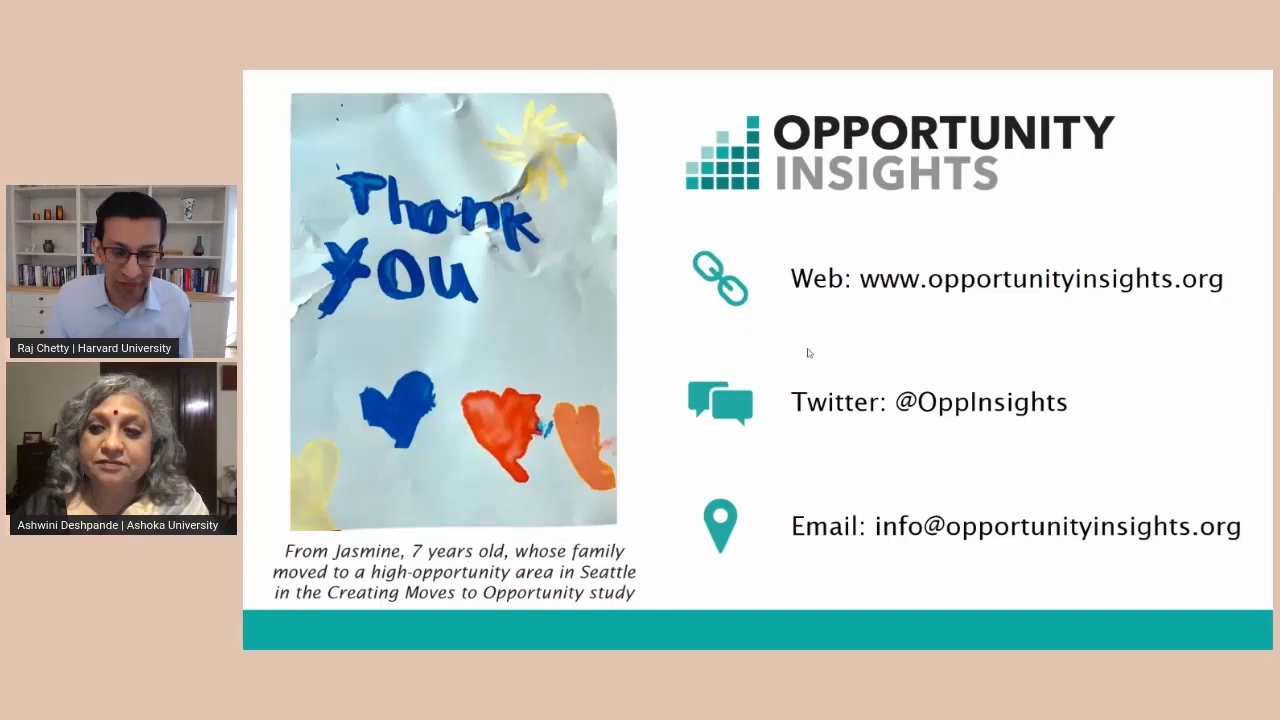 Thank
you
From Jasmine, 7 years old, whose family
moved to a high-opportunity area in Seattle
in the Creating Moves to Opportunity study
OPPORTUNITY
INSIGHTS
Web: www.opportunityinsights.org
Twitter: @OppInsights
Email: info@opportunityinsights.org
Raj Chetty | Harvard University
Ashwini Deshpande | Ashoka University